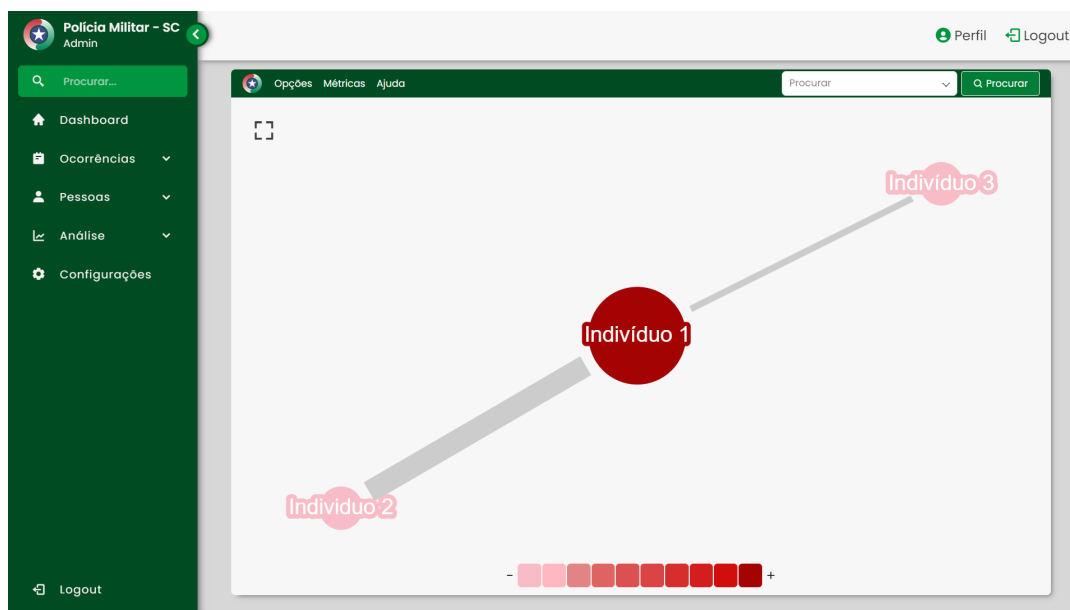 Polícia Militar - SC
Admin
Perfil
Logout
Procurar...
Dashboard
Ocorrências
Pessoas
Análise
Configurações
Logout
Opções Métricas Ajuda
Procurar
Procurar
Indivíduo 3
Indivíduo 1
Individuo 2
- +